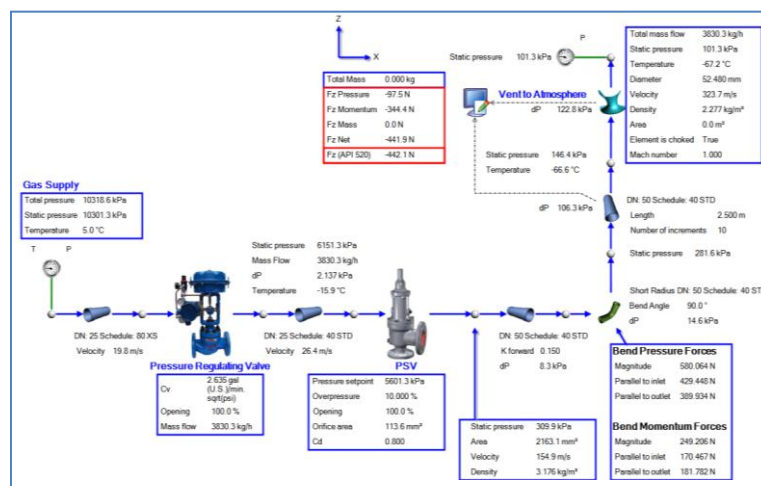 Z
X
P
Static pressure 101.3 kPa
Total mass flow 3830.3 kg/h
Static pressure 101.3 kPa
Temperature -67.2 °C
Diameter 52.480 mm
Velocity 323.7 m/s
Density 2.277 kg/m³
Area 0.0 m²
Element is choked True
Mach number 1.000
Total Mass 0.000 kg
Fz Pressure -97.5 N
Fz Momentum -344.4 N
Fz Mass 0.0 N
Fz Net -441.9 N
Fz (API 520) -442.1 N
Vent to Atmosphere
dP 122.8 kPa
Static pressure 146.4 kPa
Temperature -66.6 °C
Gas Supply
Total pressure 10318.6 kPa
Static pressure 10301.3 kPa
Temperature 5.0 °C
dP 106.3 kPa
DN: 50 Schedule: 40 STD
Length 2.500 m
Number of increments 10
Static pressure 6151.3 kPa
Mass Flow 3830.3 kg/h
dP 2.137 kPa
Temperature -15.9 °C
T P
Static pressure 281.6 kPa
Short Radius DN: 50 Schedule: 40 ST
Bend Angle 90.0 °
dP 14.6 kPa
DN: 25 Schedule: 80 XS
Velocity 19.8 m/s
DN: 25 Schedule: 40 STD
Velocity 26.4 m/s
DN: 50 Schedule: 40 STD
K forward 0.150
dP 8.3 kPa
Pressure Regulating Valve
Cv 2.635 gal (U.S.)/min. sqrt(psi)
Opening 100.0 %
Mass flow 3830.3 kg/h
PSV
Pressure setpoint 5601.3 kPa
Overpressure 10.000 %
Opening 100.0 %
Orifice area 113.6 mm²
Cd 0.800
Static pressure 309.9 kPa
Area 2163.1 mm²
Velocity 154.9 m/s
Density 3.176 kg/m³
Bend Pressure Forces
Magnitude 580.064 N
Parallel to inlet 429.448 N
Parallel to outlet 389.934 N
Bend Momentum Forces
Magnitude 249.206 N
Parallel to inlet 170.467 N
Parallel to outlet 181.782 N